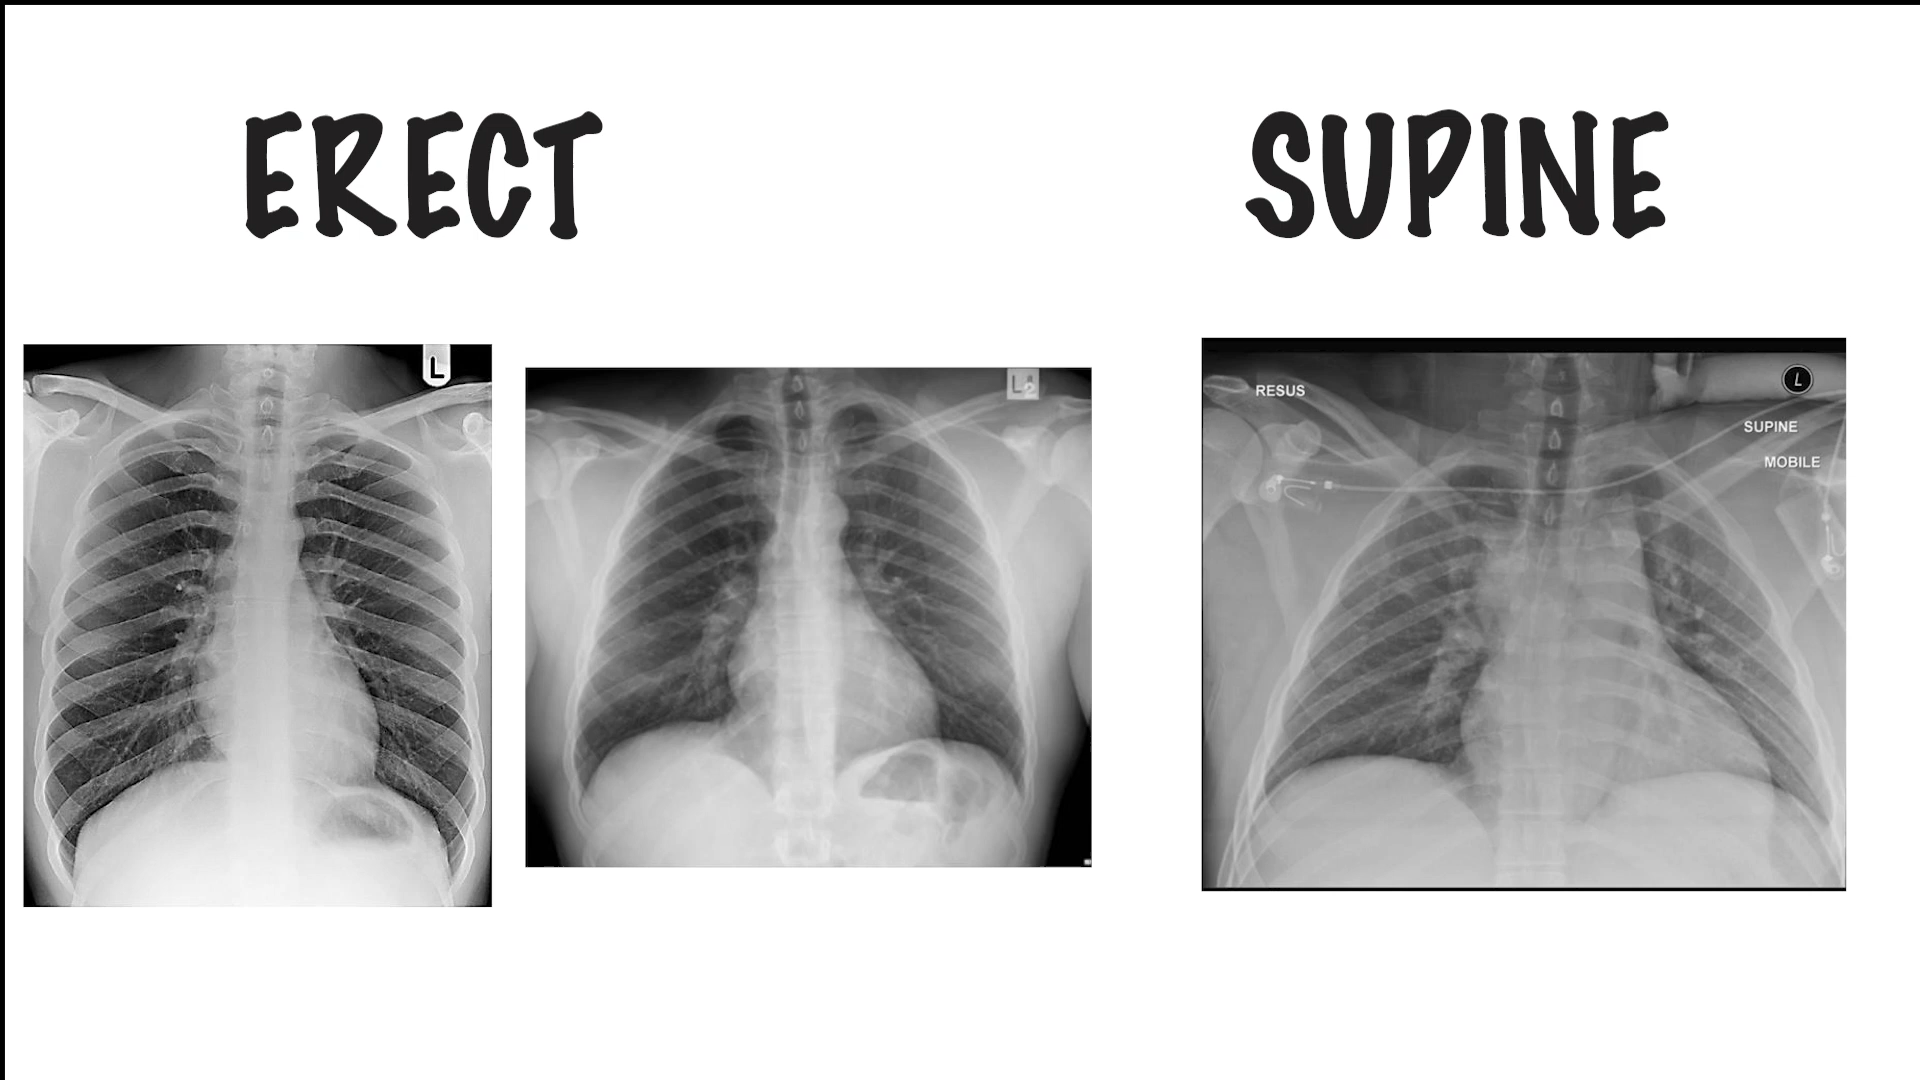 ERECT
SUPINE
L
L
RESUS
L
SUPINE
MOBILE